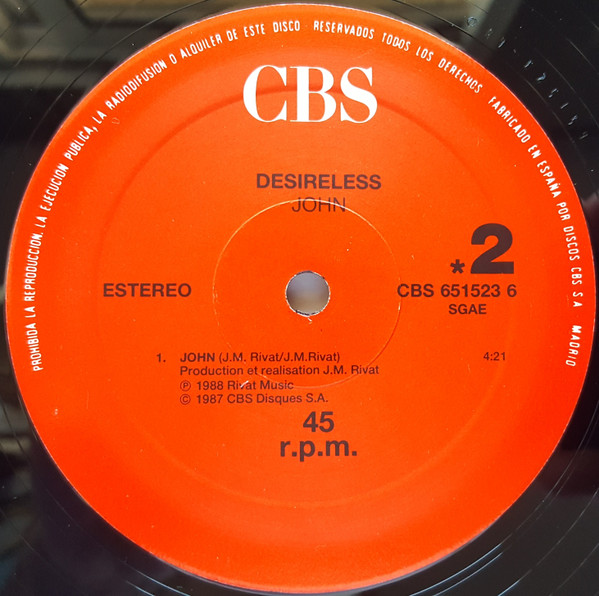 PROHIBIDA LA REPRODUCCION. LA EJECUCION PUBLICA, LA RADIODIFUSION O ALQUILER DE ESTE DISCO · RESERVADOS TODOS LOS DERECHOS FABRICADO EN ESPAÑA POR DISCOS CBS S.A MADRID
CBS
DESIRELESS
JOHN
*2
ESTEREO
CBS 651523 6
SGAE
1. JOHN (J.M. Rivat/J.M.Rivat) 4:21
Production et realisation J.M. Rivat
℗ 1988 Rivat Music
© 1987 CBS Disques S.A.
45
r.p.m.